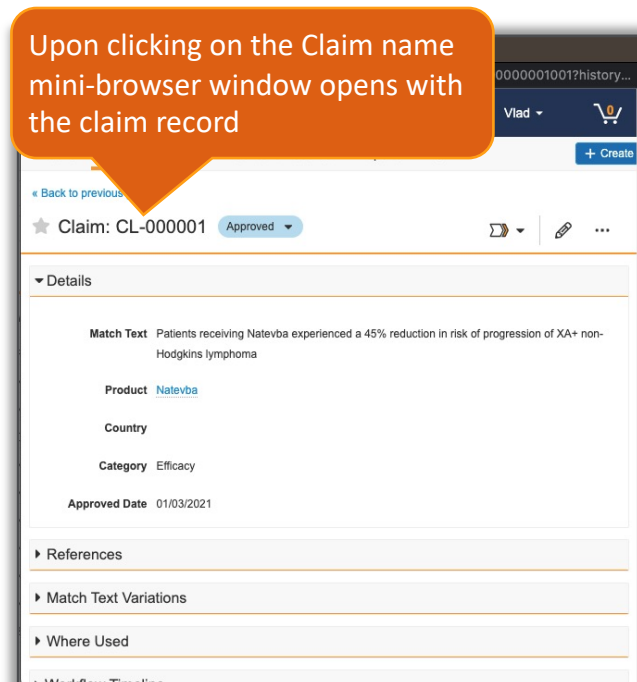 Upon clicking on the Claim name
mini-browser window opens with
the claim record
0000001001?history...
Vlad
0
+ Create
« Back to previous
Claim: CL-000001 Approved
Details
Match Text Patients receiving Natevba experienced a 45% reduction in risk of progression of XA+ non-
Hodgkins lymphoma
Product Natevba
Country
Category Efficacy
Approved Date 01/03/2021
References
Match Text Variations
Where Used
Workflow Timeline